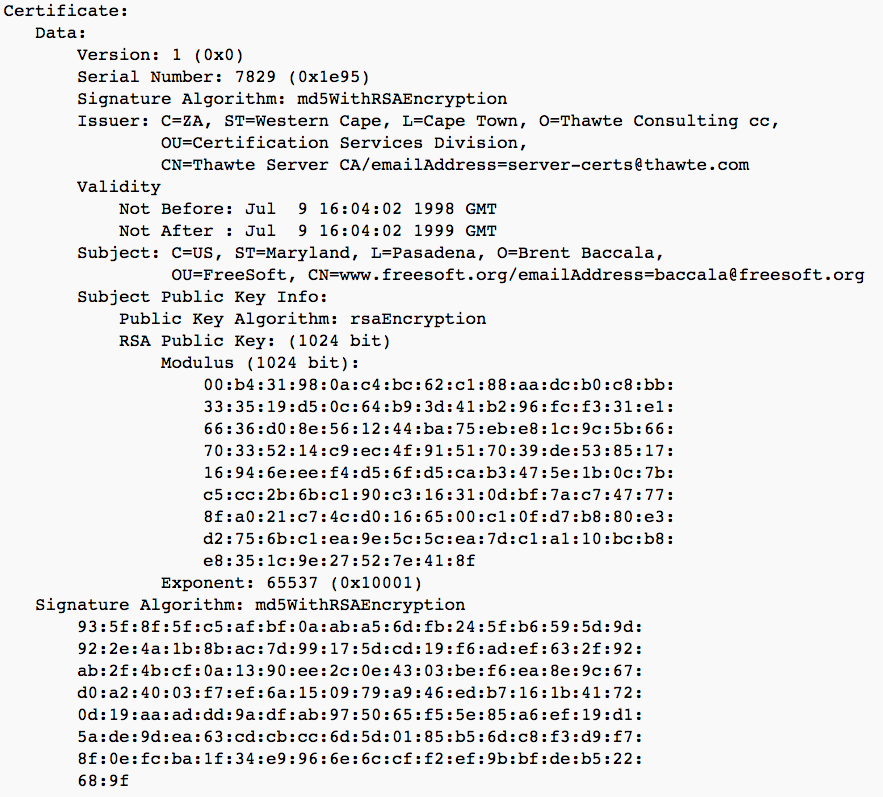 Certificate:
Data:
Version: 1 (0x0)
Serial Number: 7829 (0x1e95)
Signature Algorithm: md5WithRSAEncryption
Issuer: C=ZA, ST=Western Cape, L=Cape Town, O=Thawte Consulting cc,
OU=Certification Services Division,
CN=Thawte Server CA/emailAddress=server-certs@thawte.com
Validity
Not Before: Jul  9 16:04:02 1998 GMT
Not After : Jul  9 16:04:02 1999 GMT
Subject: C=US, ST=Maryland, L=Pasadena, O=Brent Baccala,
OU=FreeSoft, CN=www.freesoft.org/emailAddress=baccala@freesoft.org
Subject Public Key Info:
Public Key Algorithm: rsaEncryption
RSA Public Key: (1024 bit)
Modulus (1024 bit):
00:b4:31:98:0a:c4:bc:62:c1:88:aa:dc:b0:c8:bb:
33:35:19:d5:0c:64:b9:3d:41:b2:96:fc:f3:31:e1:
66:36:d0:8e:56:12:44:ba:75:eb:e8:1c:9c:5b:66:
70:33:52:14:c9:ec:4f:91:51:70:39:de:53:85:17:
16:94:6e:ee:f4:d5:6f:d5:ca:b3:47:5e:1b:0c:7b:
c5:cc:2b:6b:c1:90:c3:16:31:0d:bf:7a:c7:47:77:
8f:a0:21:c7:4c:d0:16:65:00:c1:0f:d7:b8:80:e3:
d2:75:6b:c1:ea:9e:5c:5c:ea:7d:c1:a1:10:bc:b8:
e8:35:1c:9e:27:52:7e:41:8f
Exponent: 65537 (0x10001)
Signature Algorithm: md5WithRSAEncryption
93:5f:8f:5f:c5:af:bf:0a:ab:a5:6d:fb:24:5f:b6:59:5d:9d:
92:2e:4a:1b:8b:ac:7d:99:17:5d:cd:19:f6:ad:ef:63:2f:92:
ab:2f:4b:cf:0a:13:90:ee:2c:0e:43:03:be:f6:ea:8e:9c:67:
d0:a2:40:03:f7:ef:6a:15:09:79:a9:46:ed:b7:16:1b:41:72:
0d:19:aa:ad:dd:9a:df:ab:97:50:65:f5:5e:85:a6:ef:19:d1:
5a:de:9d:ea:63:cd:cb:cc:6d:5d:01:85:b5:6d:c8:f3:d9:f7:
8f:0e:fc:ba:1f:34:e9:96:6e:6c:cf:f2:ef:9b:bf:de:b5:22:
68:9f